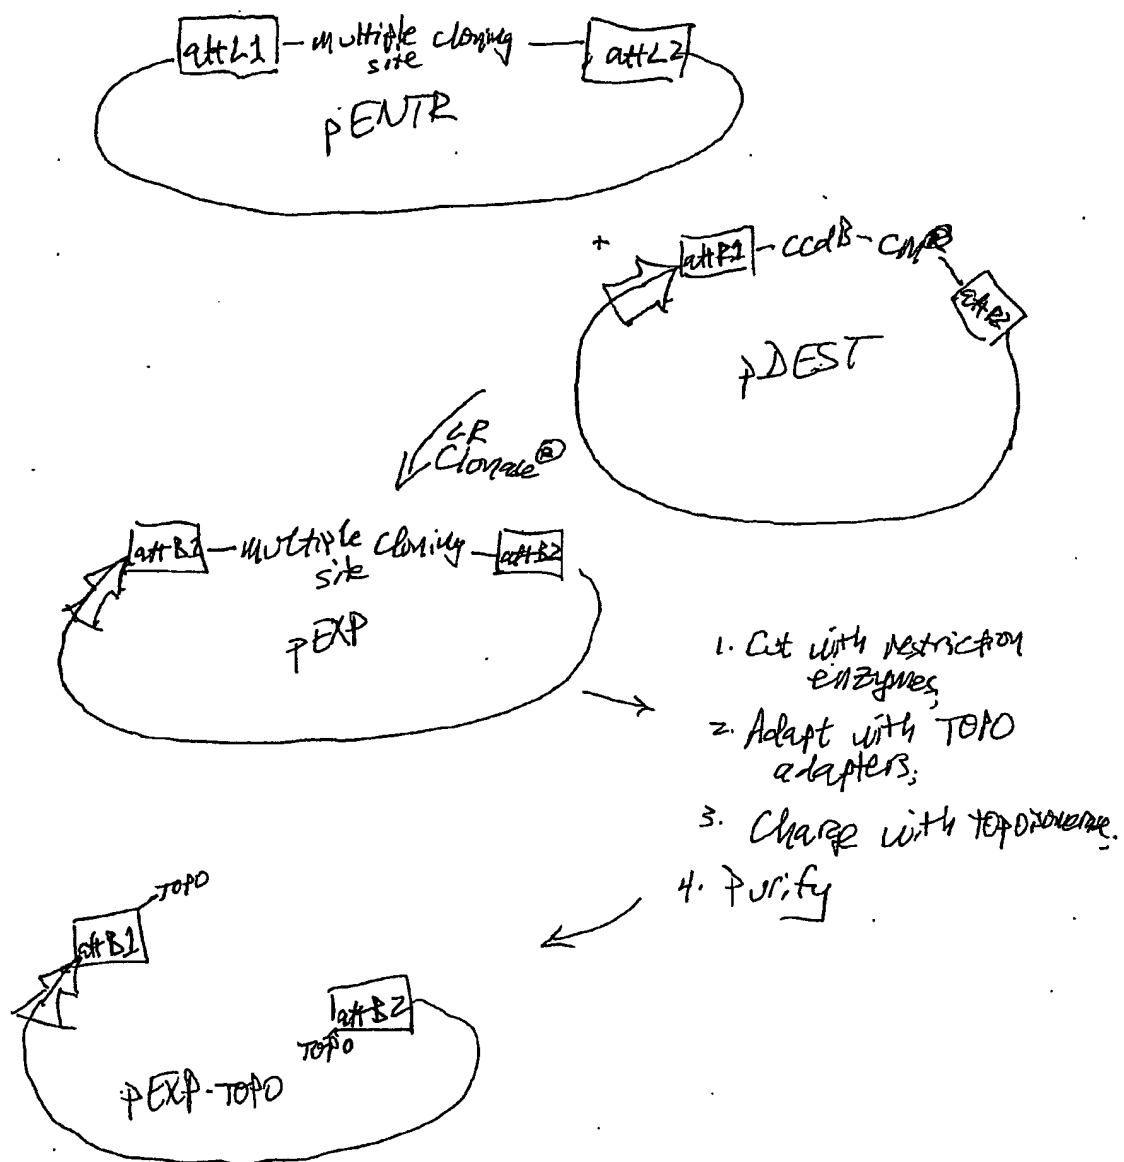 attL1 - multiple cloning - attL2
site
pENTR
+
attR1 - ccdB - CmR
attR2
pDEST
LR
Clonase®
attB1 - multiple cloning - attB2
site
pEXP
1. Cut with restriction
enzymes;
2. Adapt with TOPO
adapters;
3. Charge with topoisomerase.
4. Purify
TOPO
attB1
attB2
TOPO
pEXP-TOPO